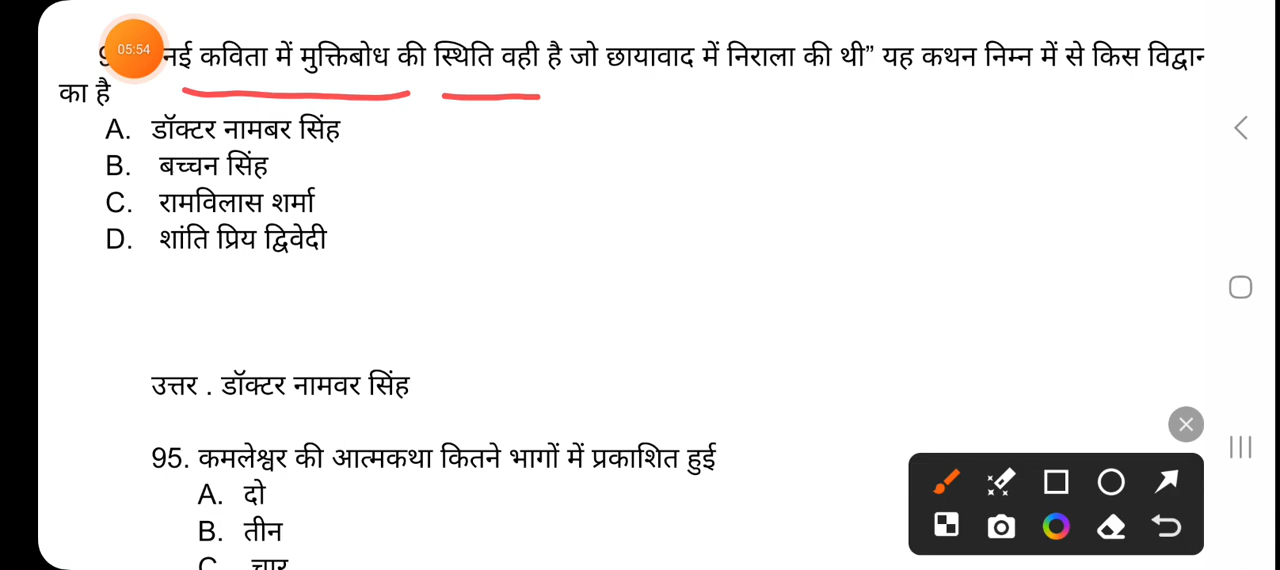 05:54
नई कविता में मुक्तिबोध की स्थिति वही है जो छायावाद में निराला की थी” यह कथन निम्न में से किस विद्वान
का है
A. डॉक्टर नामबर सिंह
B. बच्चन सिंह
C. रामविलास शर्मा
D. शांति प्रिय द्विवेदी
उत्तर . डॉक्टर नामवर सिंह
95. कमलेश्वर की आत्मकथा कितने भागों में प्रकाशित हुई
A. दो
B. तीन
C. चार